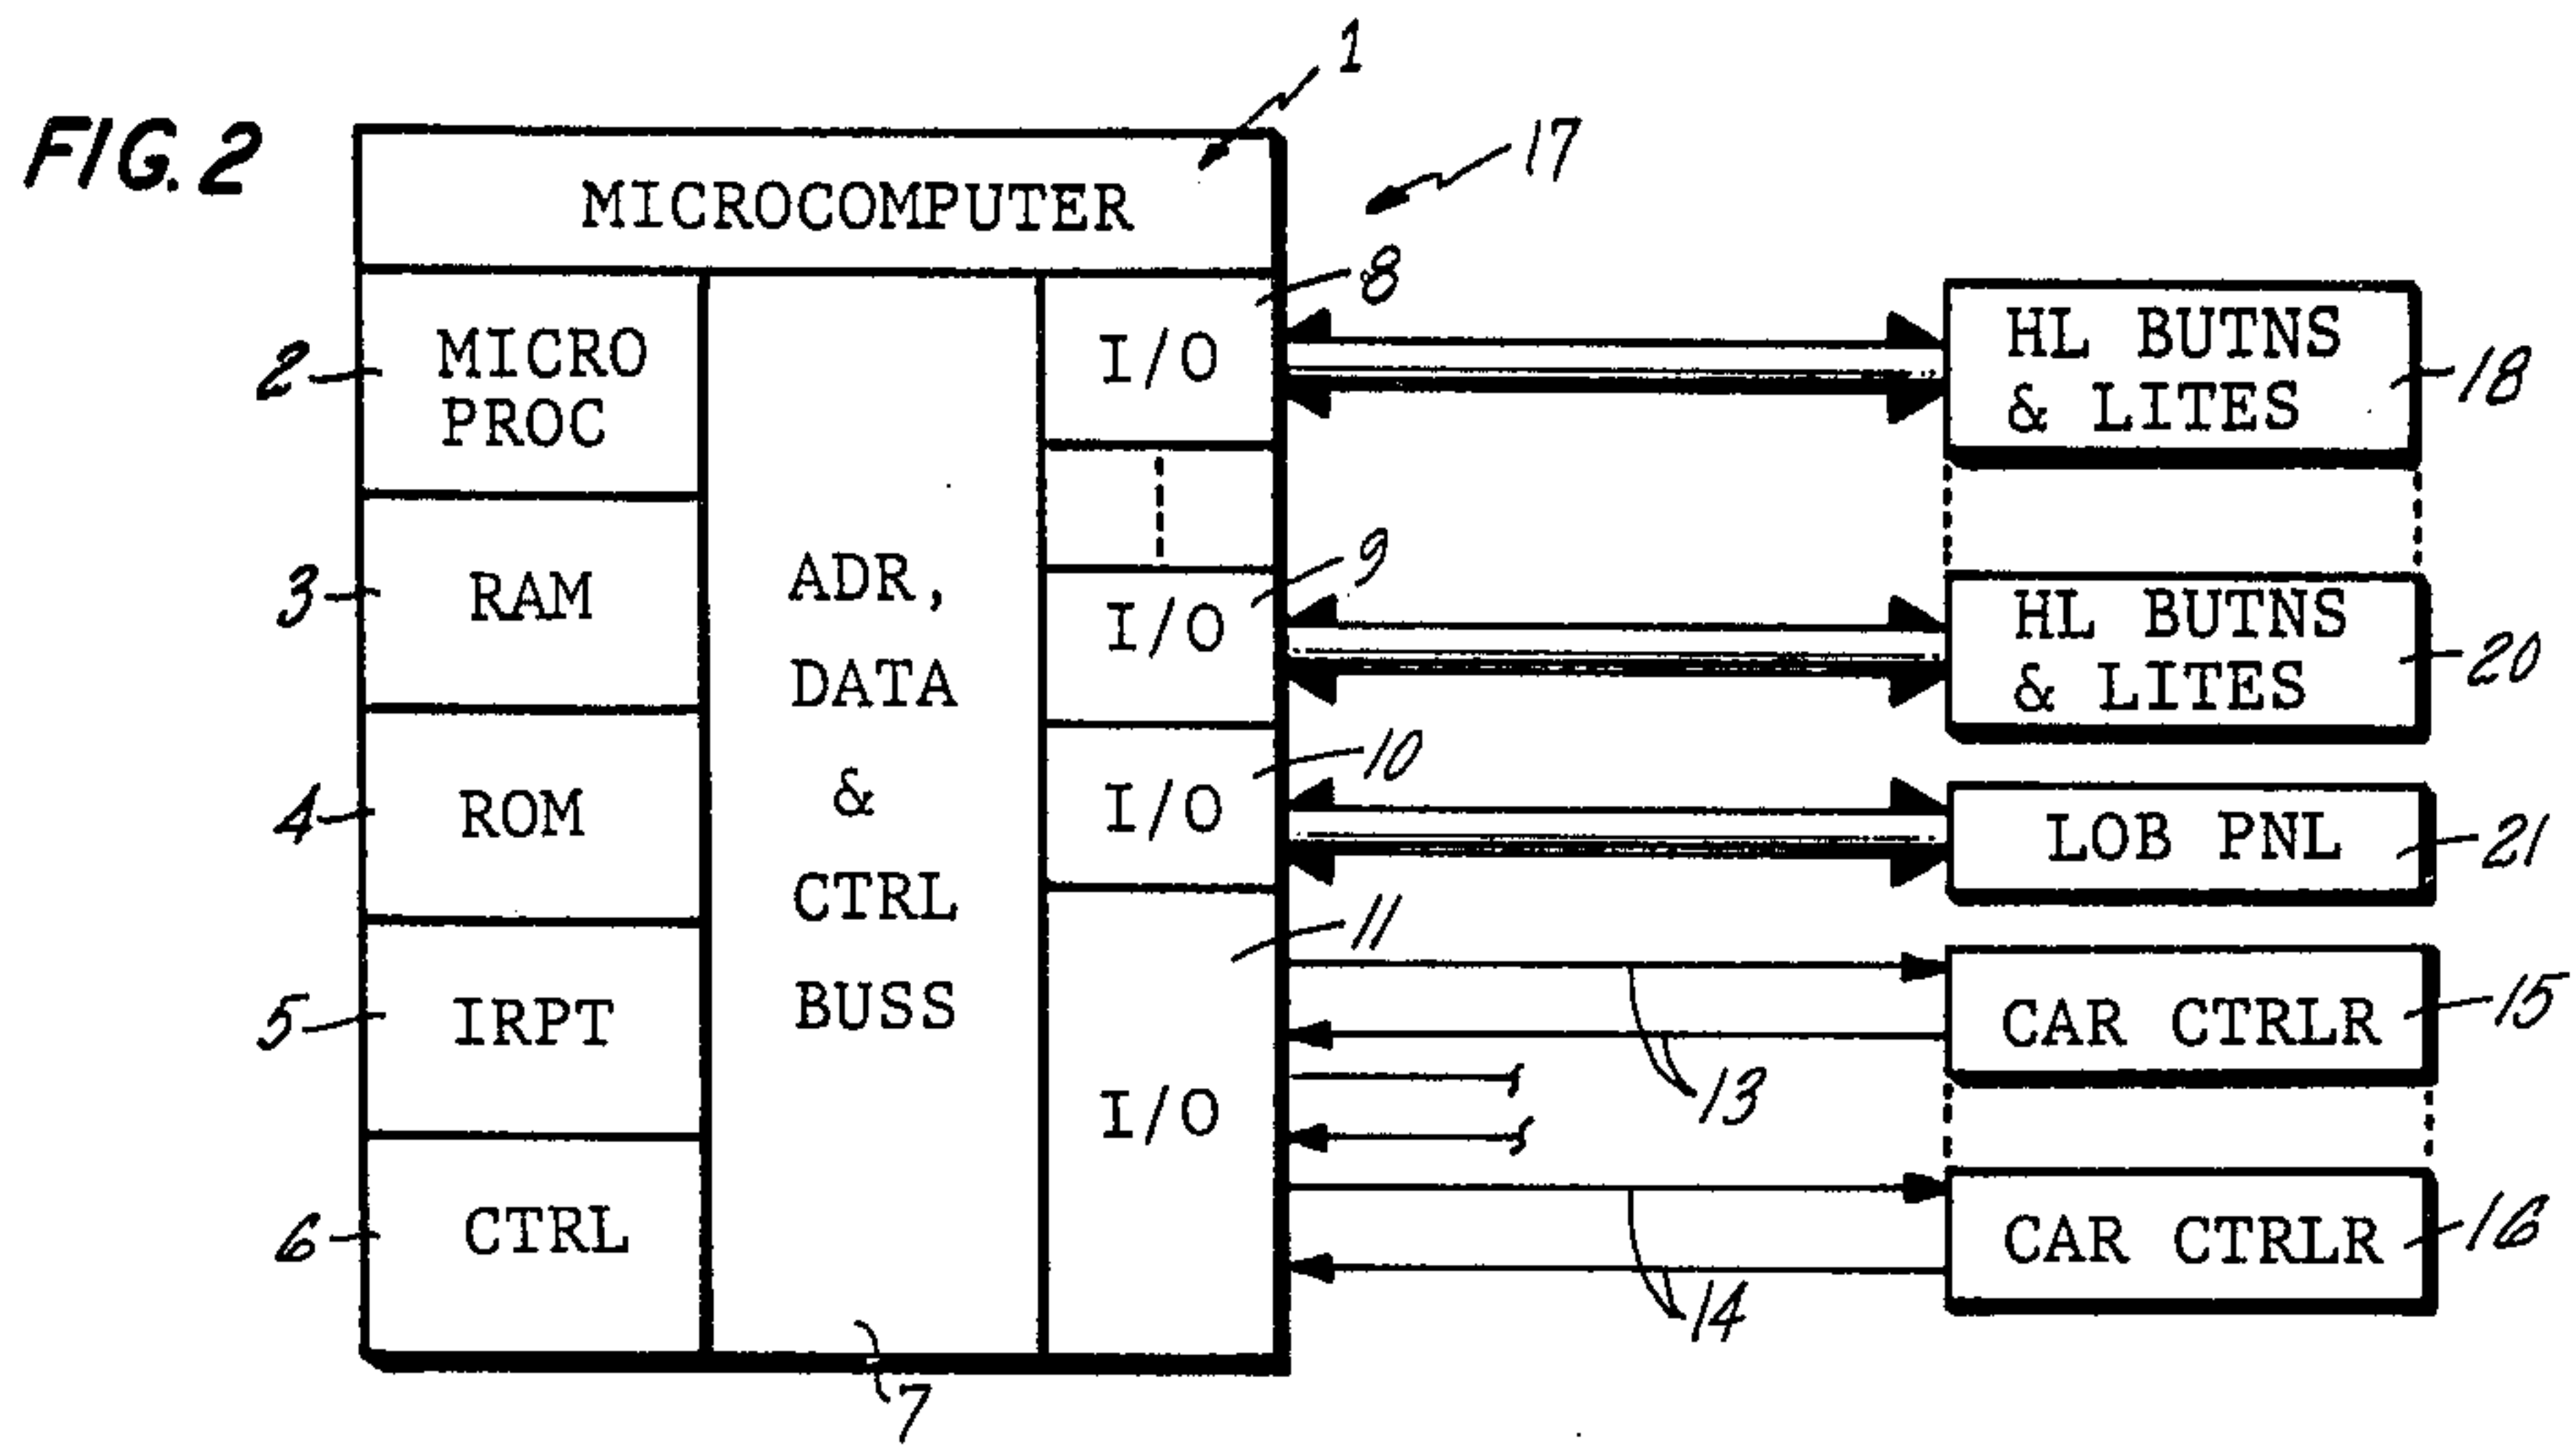 FIG. 2
1
17
MICROCOMPUTER
2
MICRO
PROC
3
RAM
4
ROM
5
IRPT
6
CTRL
ADR,
DATA
&
CTRL
BUSS
7
8
I/O
9
I/O
10
I/O
11
I/O
HL BUTNS
& LITES
18
HL BUTNS
& LITES
20
LOB PNL
21
13
CAR CTRLR
15
14
CAR CTRLR
16